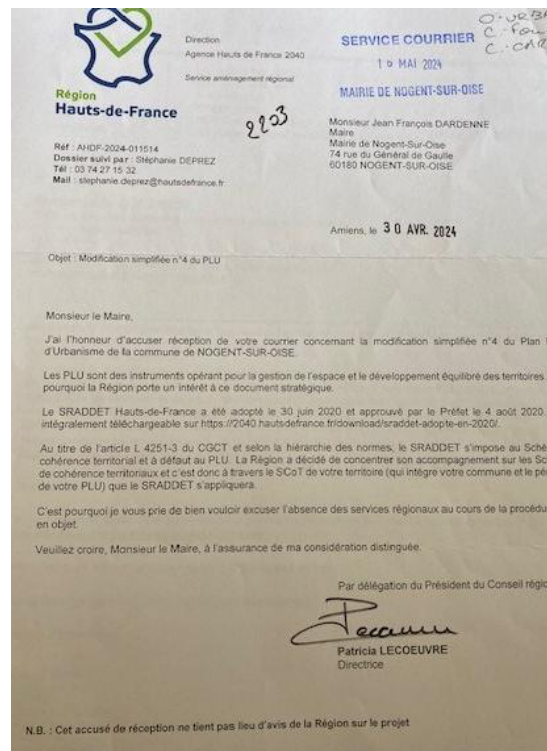 Région
Hauts-de-France
Direction
Agence Hauts de France 2040
Service aménagement régional
SERVICE COURRIER
MAI 2024
MAIRIE DE NOGENT-SUR-OISE
2203
Réf : AHDF-2024-011514
Dossier suivi par : Stéphanie DEPREZ
Tél : 03 74 27 15 32
Mail : stephanie.deprez@hautsdefrance.fr
Monsieur Jean François DARDENNE
Maire
Mairie de Nogent-Sur-Oise
74 rue du Général de Gaulle
60180 NOGENT-SUR-OISE
Amiens, le 30 AVR. 2024
Objet : Modification simplifiée n°4 du PLU
Monsieur le Maire,
J'ai l'honneur d'accuser réception de votre courrier concernant la modification simplifiée n°4 du Plan
d'Urbanisme de la commune de NOGENT-SUR-OISE.
Les PLU sont des instruments opérant pour la gestion de l'espace et le développement équilibré des territoires.
pourquoi la Région porte un intérêt à ce document stratégique.
Le SRADDET Hauts-de-France a été adopté le 30 juin 2020 et approuvé par le Préfet le 4 août 2020.
intégralement téléchargeable sur https://2040.hautsdefrance.fr/download/sraddet-adopte-en-2020/.
Au titre de l'article L 4251-3 du CGCT et selon la hiérarchie des normes, le SRADDET s'impose au Sché
cohérence territorial et à défaut au PLU. La Région a décidé de concentrer son accompagnement sur les Sc
de cohérence territoriaux et c'est donc à travers le SCoT de votre territoire (qui intègre votre commune et le pé
de votre PLU) que le SRADDET s'appliquera.
C'est pourquoi je vous prie de bien vouloir excuser l'absence des services régionaux au cours de la procédu
en objet.
Veuillez croire, Monsieur le Maire, à l'assurance de ma considération distinguée.
Par délégation du Président du Conseil régio
Patricia LECOEUVRE
Directrice
N.B. : Cet accusé de réception ne tient pas lieu d'avis de la Région sur le projet